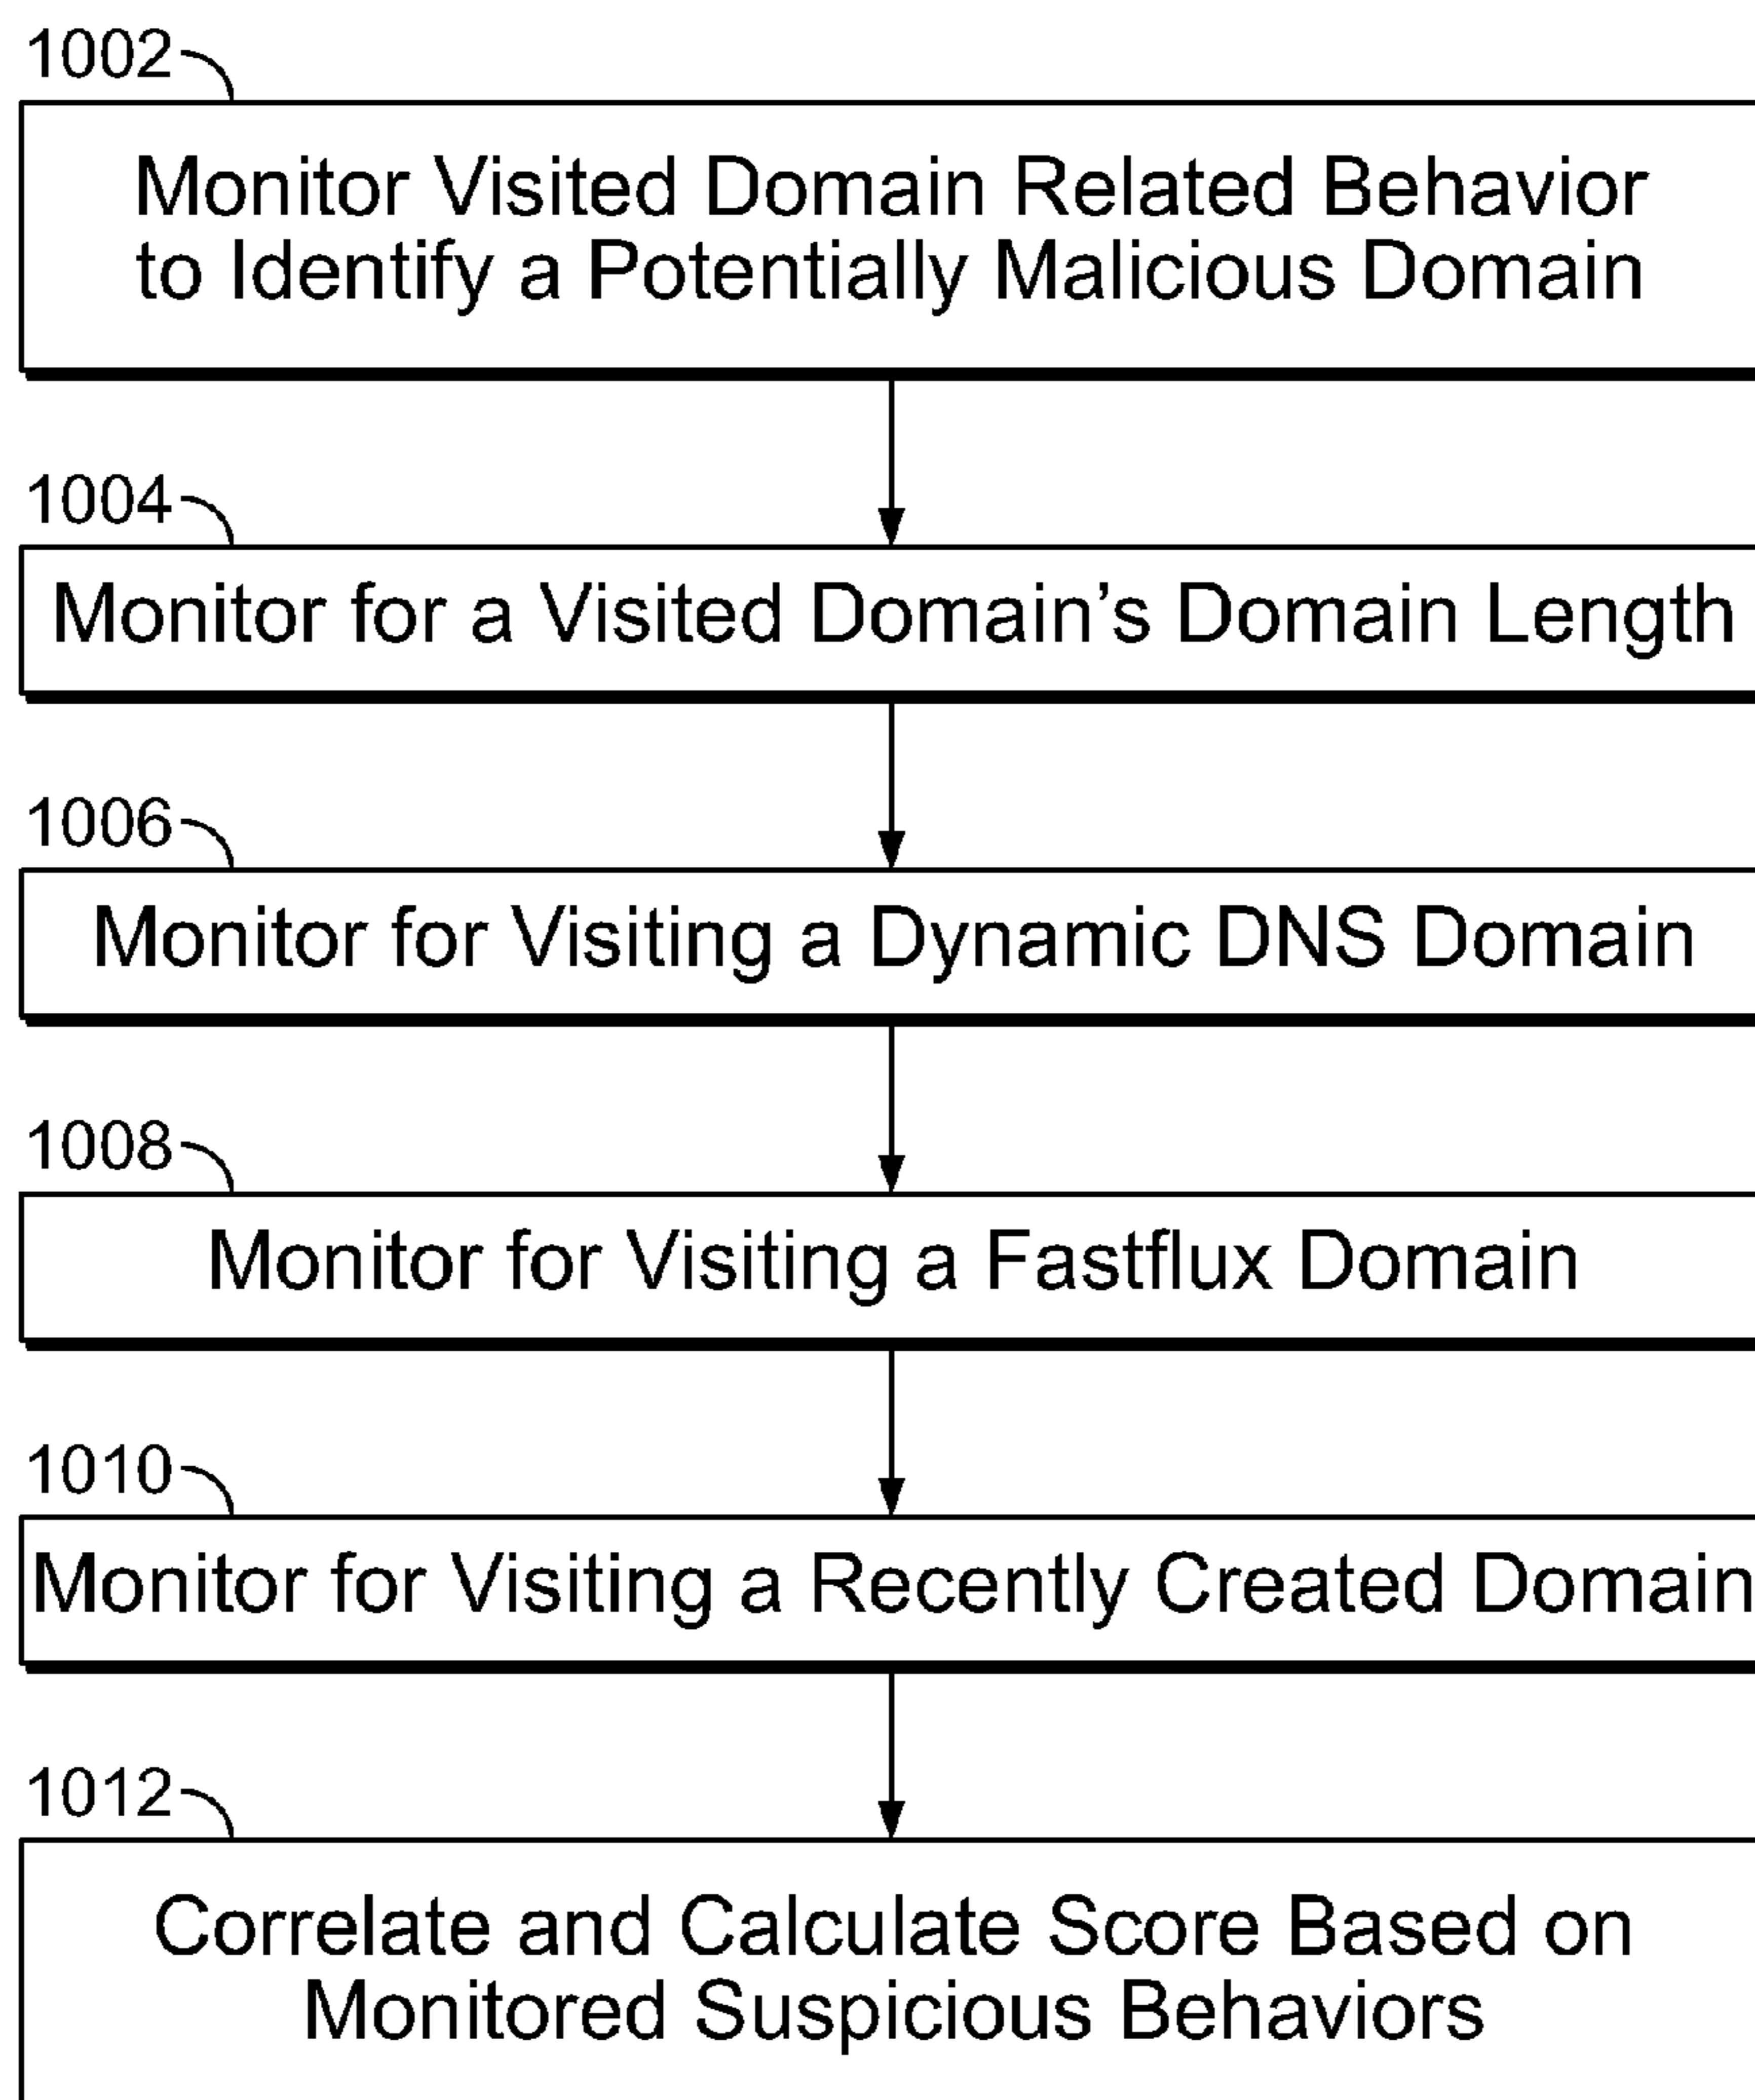 1002
Monitor Visited Domain Related Behavior
to Identify a Potentially Malicious Domain
1004
Monitor for a Visited Domain’s Domain Length
1006
Monitor for Visiting a Dynamic DNS Domain
1008
Monitor for Visiting a Fastflux Domain
1010
Monitor for Visiting a Recently Created Domain
1012
Correlate and Calculate Score Based on
Monitored Suspicious Behaviors